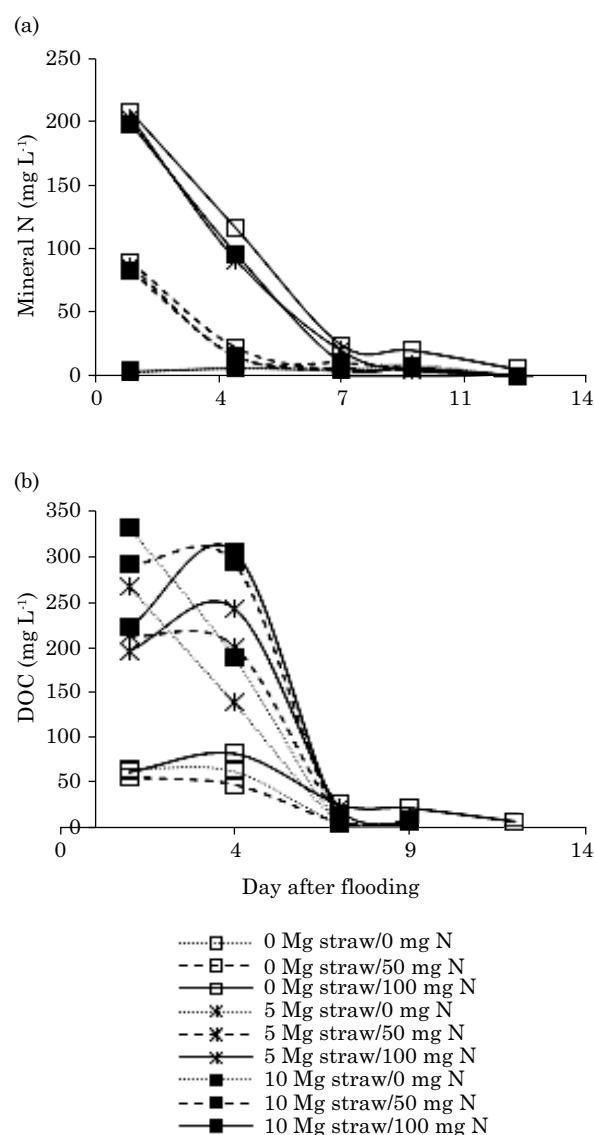 (a)
250
200
150
100
50
0
Mineral N (mg L⁻¹)
0 4 7 11 14
(b)
350
300
250
200
150
100
50
0
DOC (mg L⁻¹)
0 4 9 14
Day after flooding
0 Mg straw/0 mg N
0 Mg straw/50 mg N
0 Mg straw/100 mg N
5 Mg straw/0 mg N
5 Mg straw/50 mg N
5 Mg straw/100 mg N
10 Mg straw/0 mg N
10 Mg straw/50 mg N
10 Mg straw/100 mg N